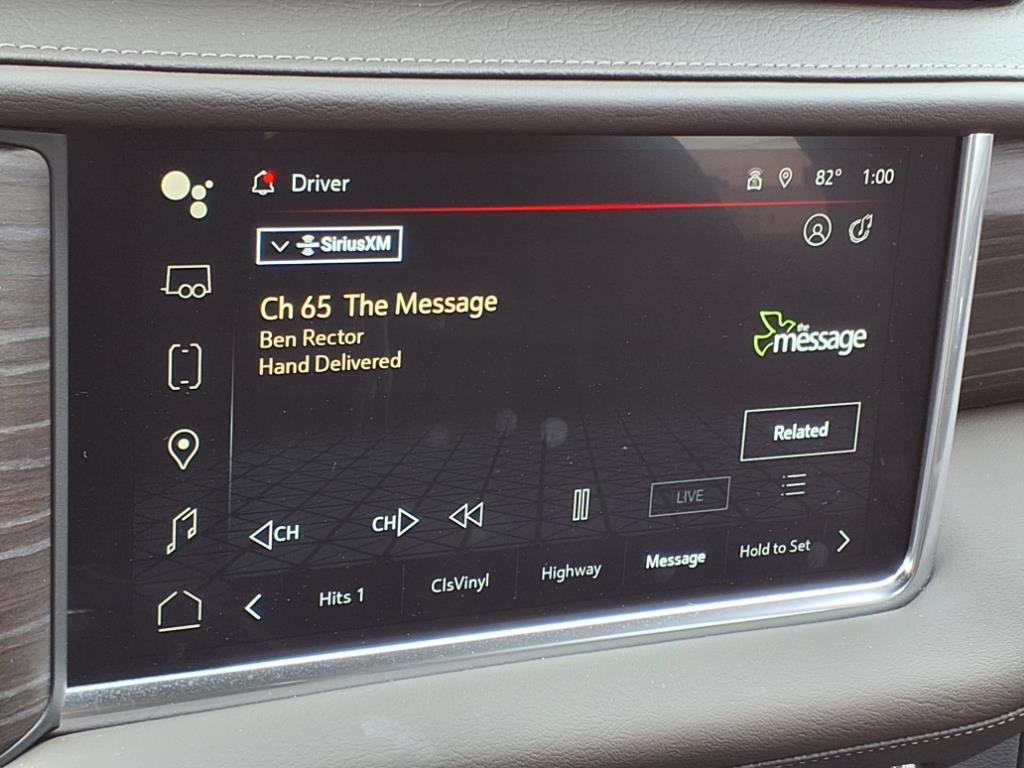 Driver
82° 1:00
SiriusXM
Ch 65 The Message
Ben Rector
Hand Delivered
the
message
Related
CH
CH
LIVE
Hits 1
ClsVinyl
Highway
Message
Hold to Set